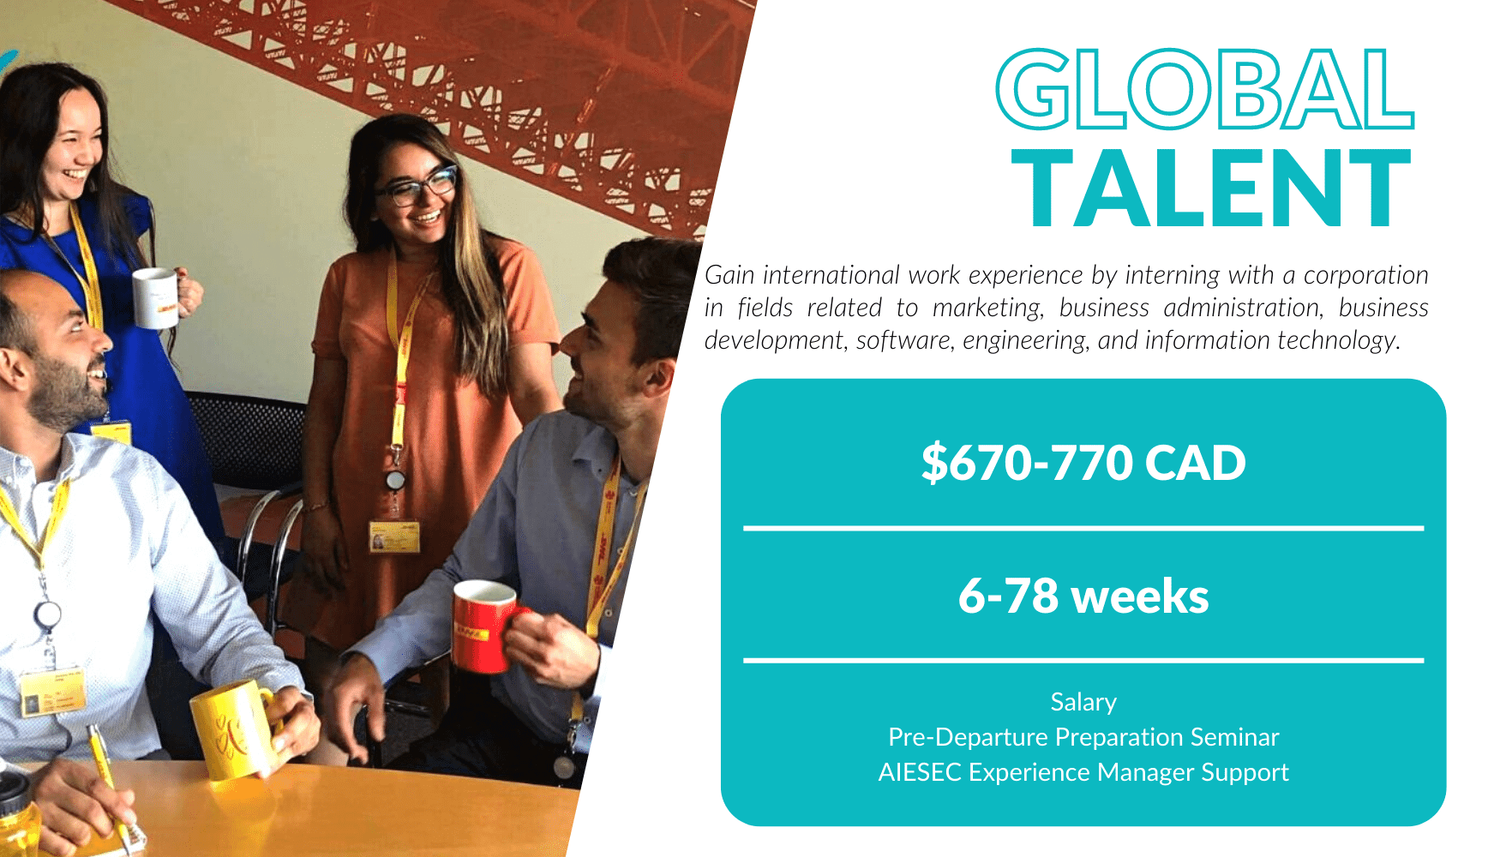 GLOBAL
TALENT
Gain international work experience by interning with a corporation
in fields related to marketing, business administration, business
development, software, engineering, and information technology.
$670-770 CAD
6-78 weeks
Salary
Pre-Departure Preparation Seminar
AIESEC Experience Manager Support